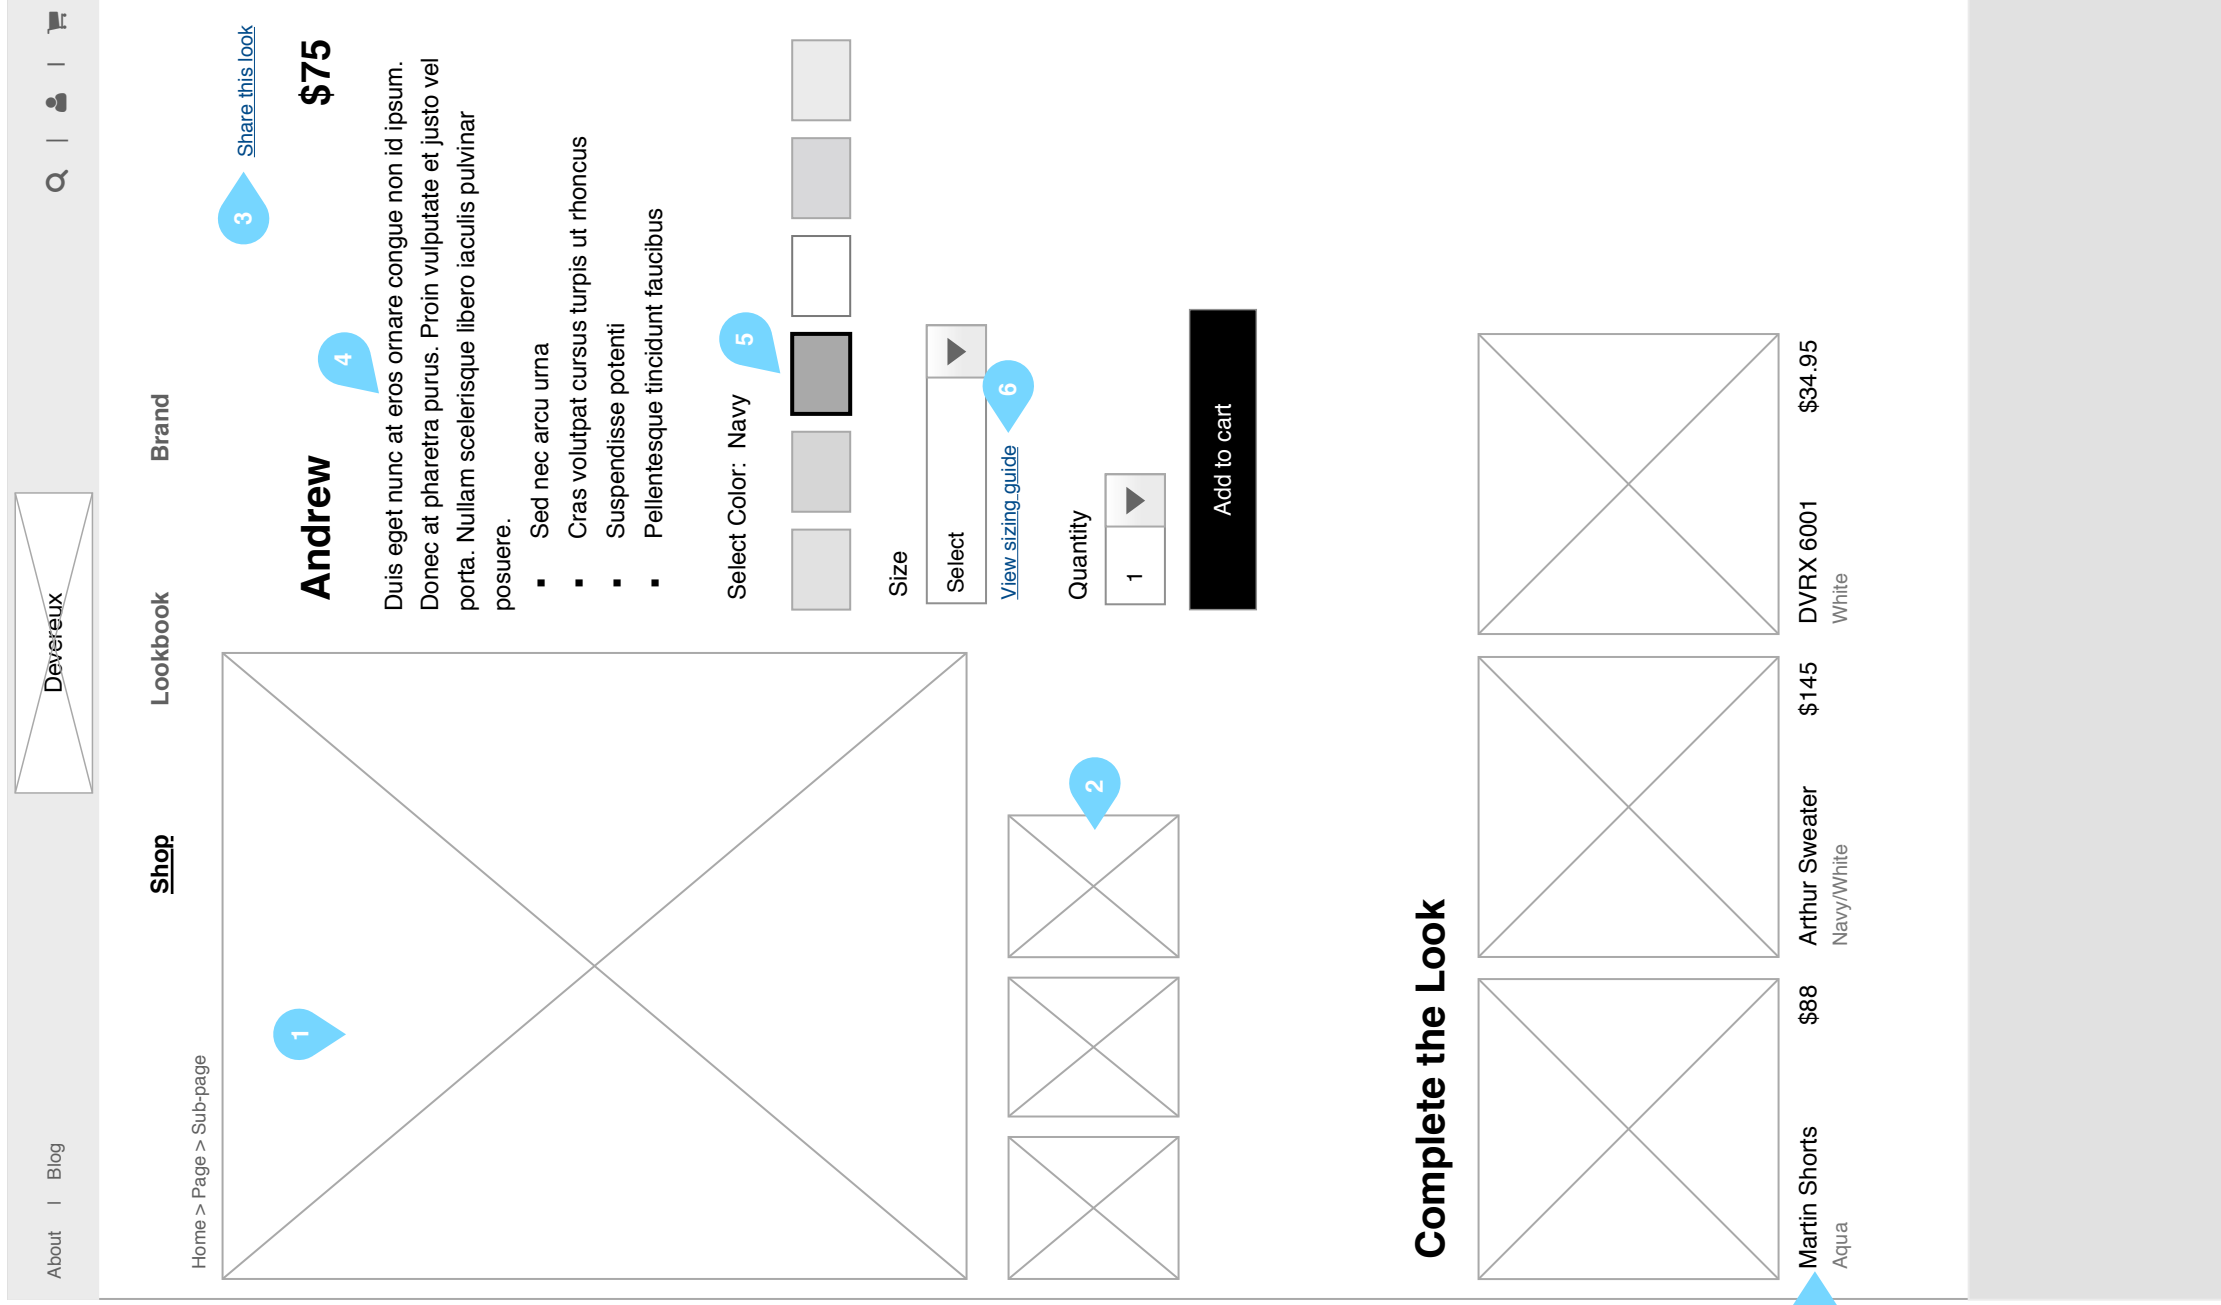 About | Blog
Devereux
Shop
Lookbook
Brand
Home > Page > Sub-page
1
2
3
Share this look
Andrew
$75
4
Duis eget nunc at eros ornare congue non id ipsum.
Donec at pharetra purus. Proin vulputate et justo vel
porta. Nullam scelerisque libero iaculis pulvinar
posuere.
▪ Sed nec arcu urna
▪ Cras volutpat cursus turpis ut rhoncus
▪ Suspendisse potenti
▪ Pellentesque tincidunt faucibus
Select Color: Navy
5
Size
Select
View sizing guide
6
Quantity
1
Add to cart
Complete the Look
Martin Shorts
$88
Aqua
Arthur Sweater
$145
Navy/White
DVRX 6001
$34.95
White